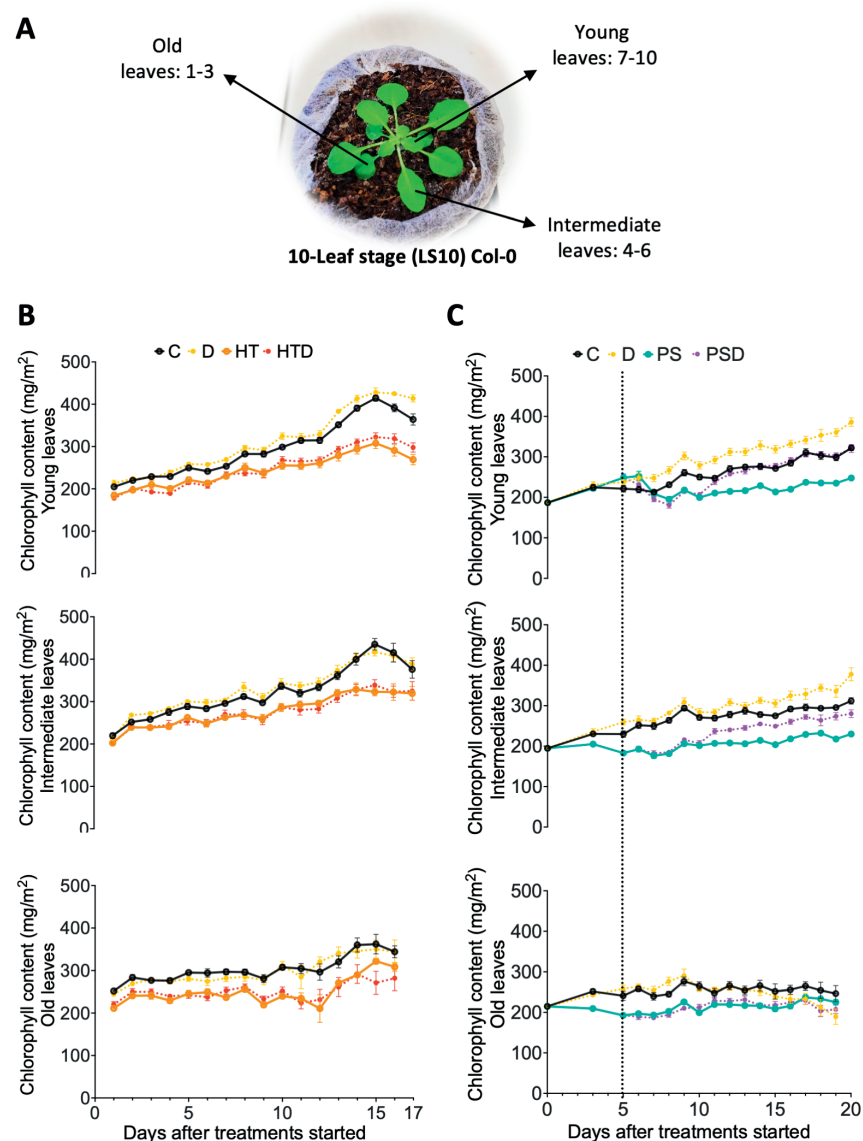 A
Old
leaves: 1-3
Young
leaves: 7-10
Intermediate
leaves: 4-6
10-Leaf stage (LS10) Col-0
B
C D HT HTD
Chlorophyll content (mg/m²)
Young leaves
500
400
300
200
100
0
Chlorophyll content (mg/m²)
Intermediate leaves
500
400
300
200
100
0
Chlorophyll content (mg/m²)
Old leaves
500
400
300
200
100
0
0 5 10 15 17
Days after treatments started
C
C D PS PSD
Chlorophyll content (mg/m²)
Young leaves
500
400
300
200
100
0
Chlorophyll content (mg/m²)
Intermediate leaves
500
400
300
200
100
0
Chlorophyll content (mg/m²)
Old leaves
500
400
300
200
100
0
0 5 10 15 20
Days after treatments started